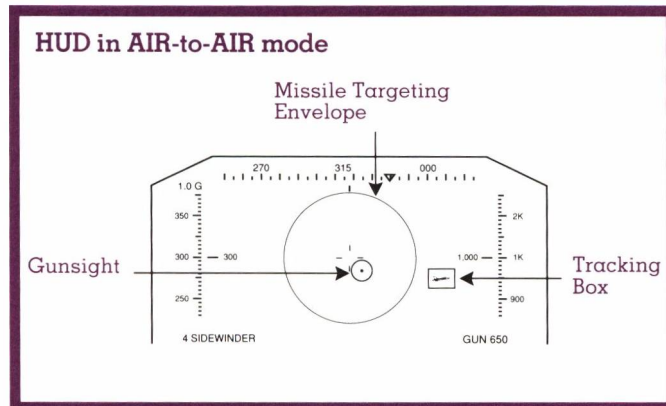 HUD in AIR-to-AIR mode
Missile Targeting
Envelope
270 315 000
1.0 G
350
2K
Gunsight
300 300
1,000 1K
Tracking
Box
250
900
4 SIDEWINDER
GUN 650